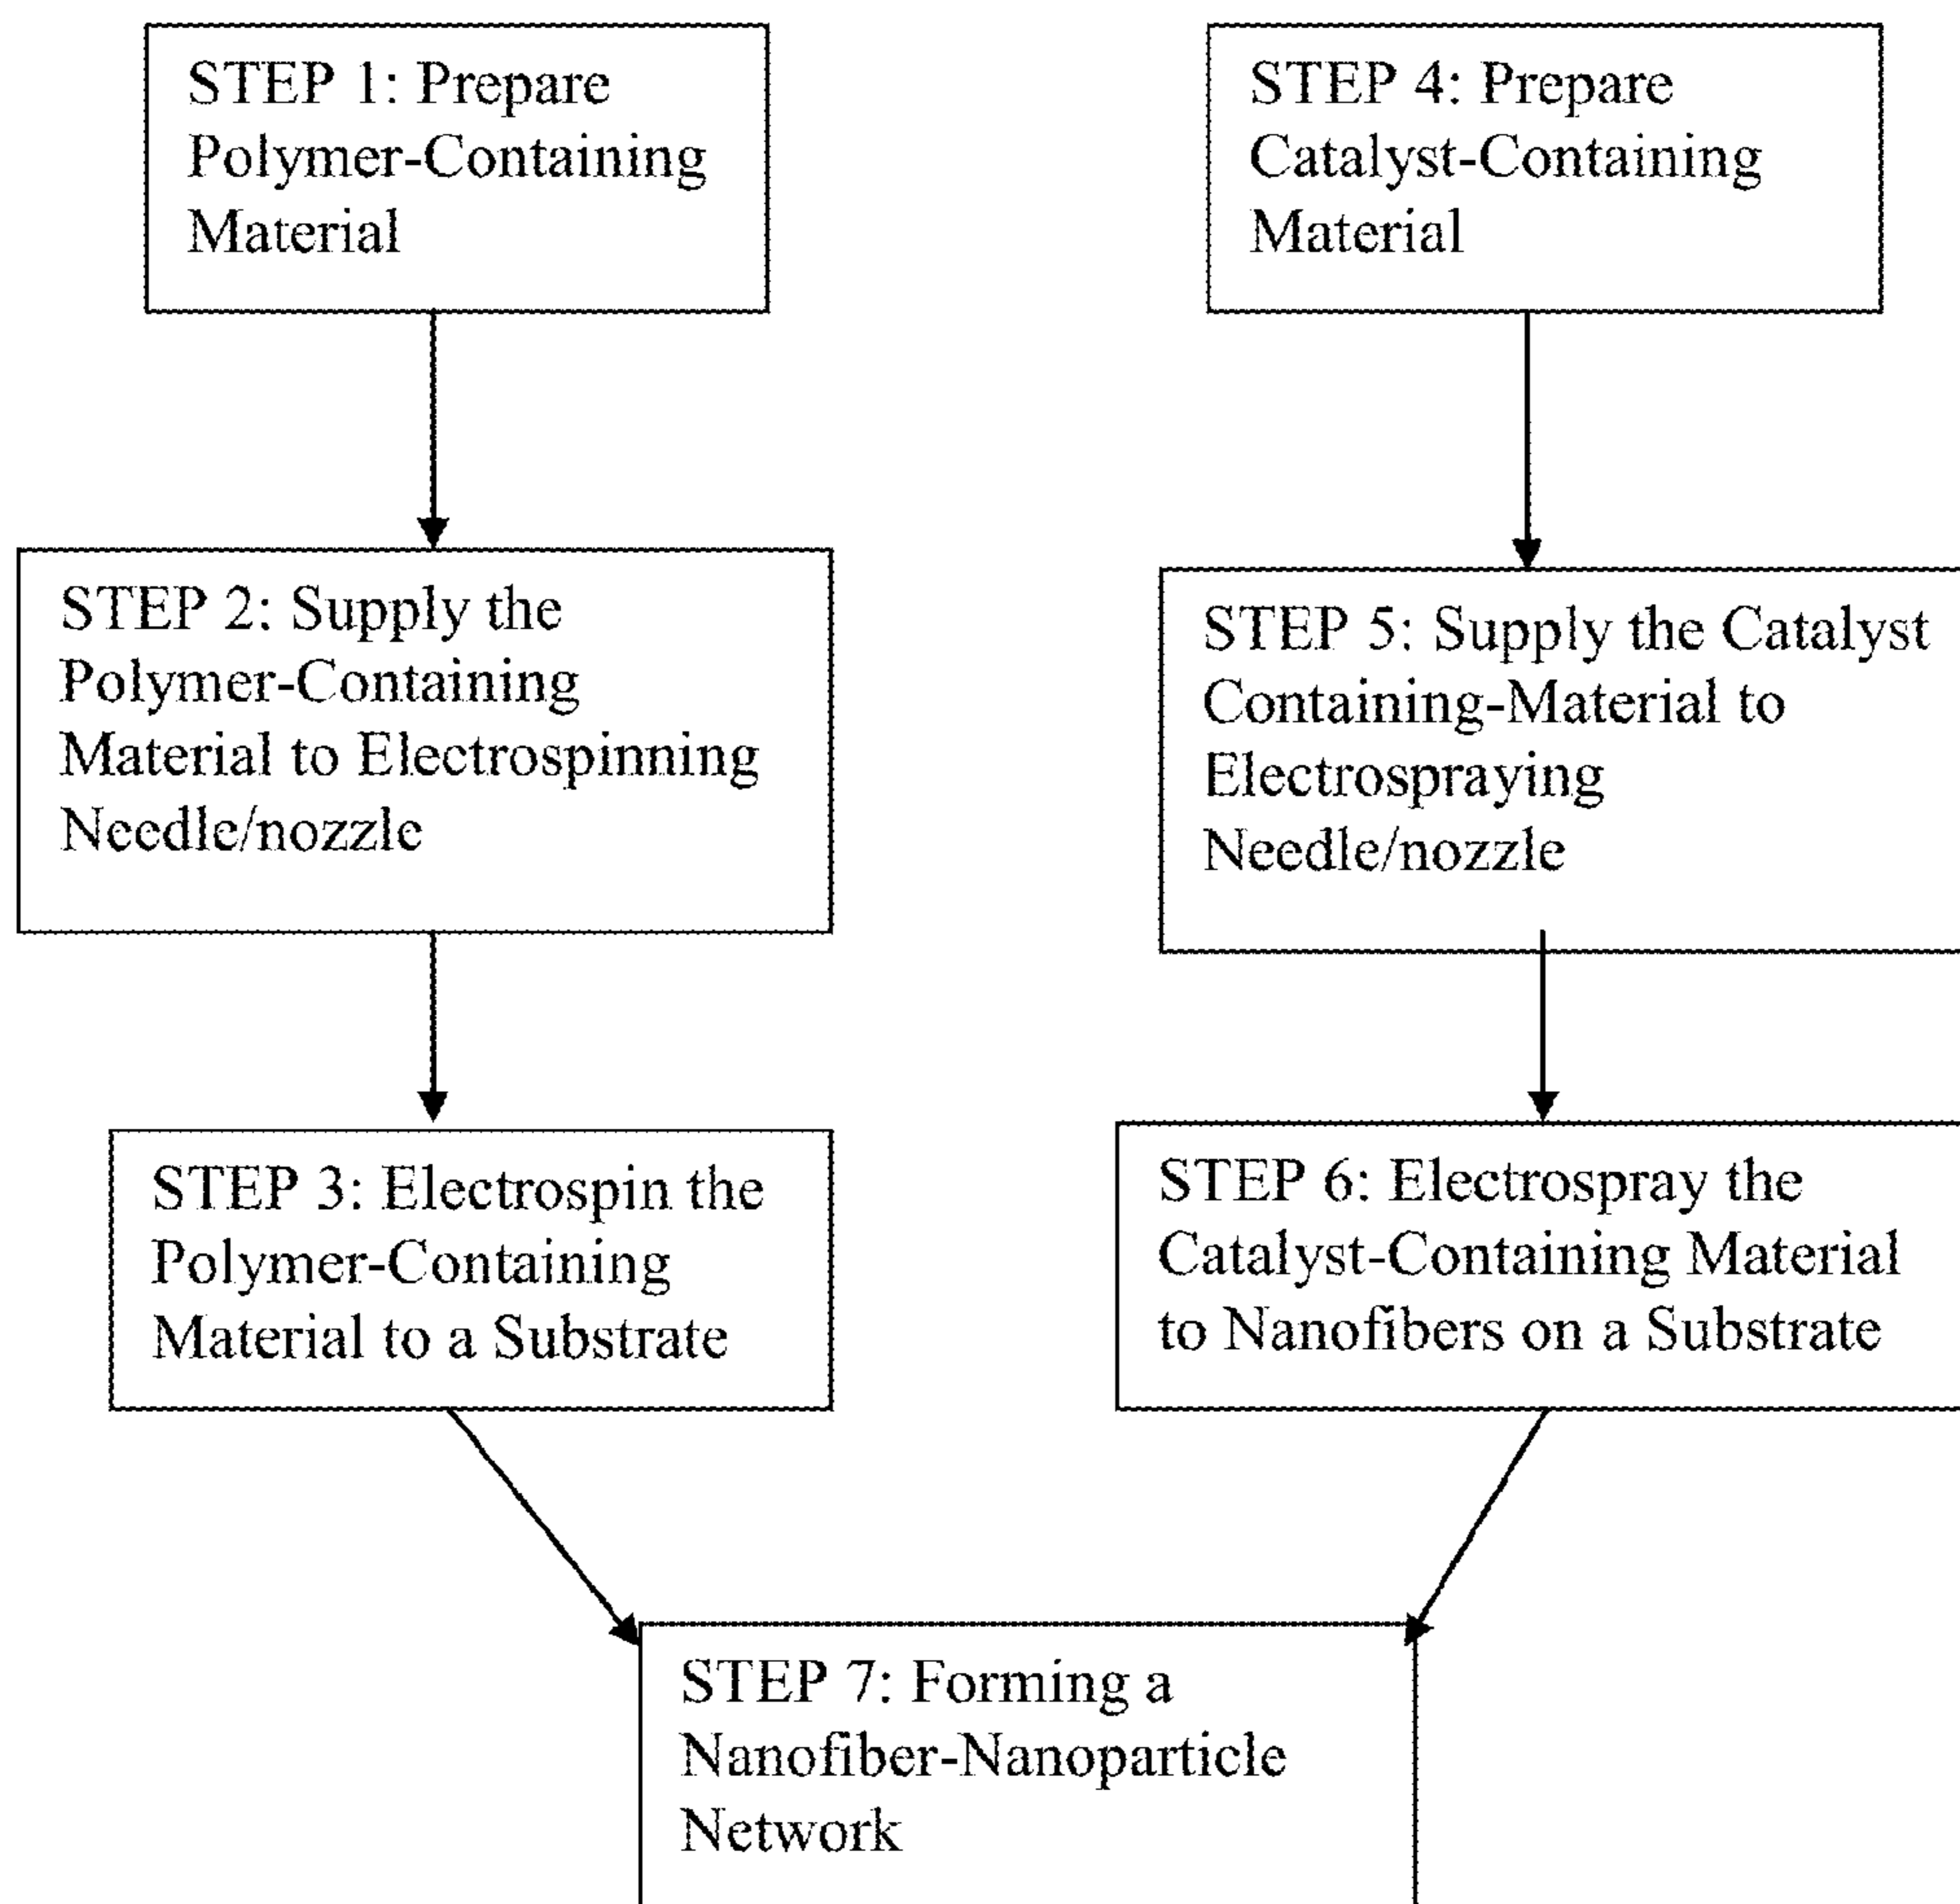 STEP 1: Prepare
Polymer-Containing
Material
STEP 4: Prepare
Catalyst-Containing
Material
STEP 2: Supply the
Polymer-Containing
Material to Electrospinning
Needle/nozzle
STEP 5: Supply the Catalyst
Containing-Material to
Electrospraying
Needle/nozzle
STEP 3: Electrospin the
Polymer-Containing
Material to a Substrate
STEP 6: Electrospray the
Catalyst-Containing Material
to Nanofibers on a Substrate
STEP 7: Forming a
Nanofiber-Nanoparticle
Network